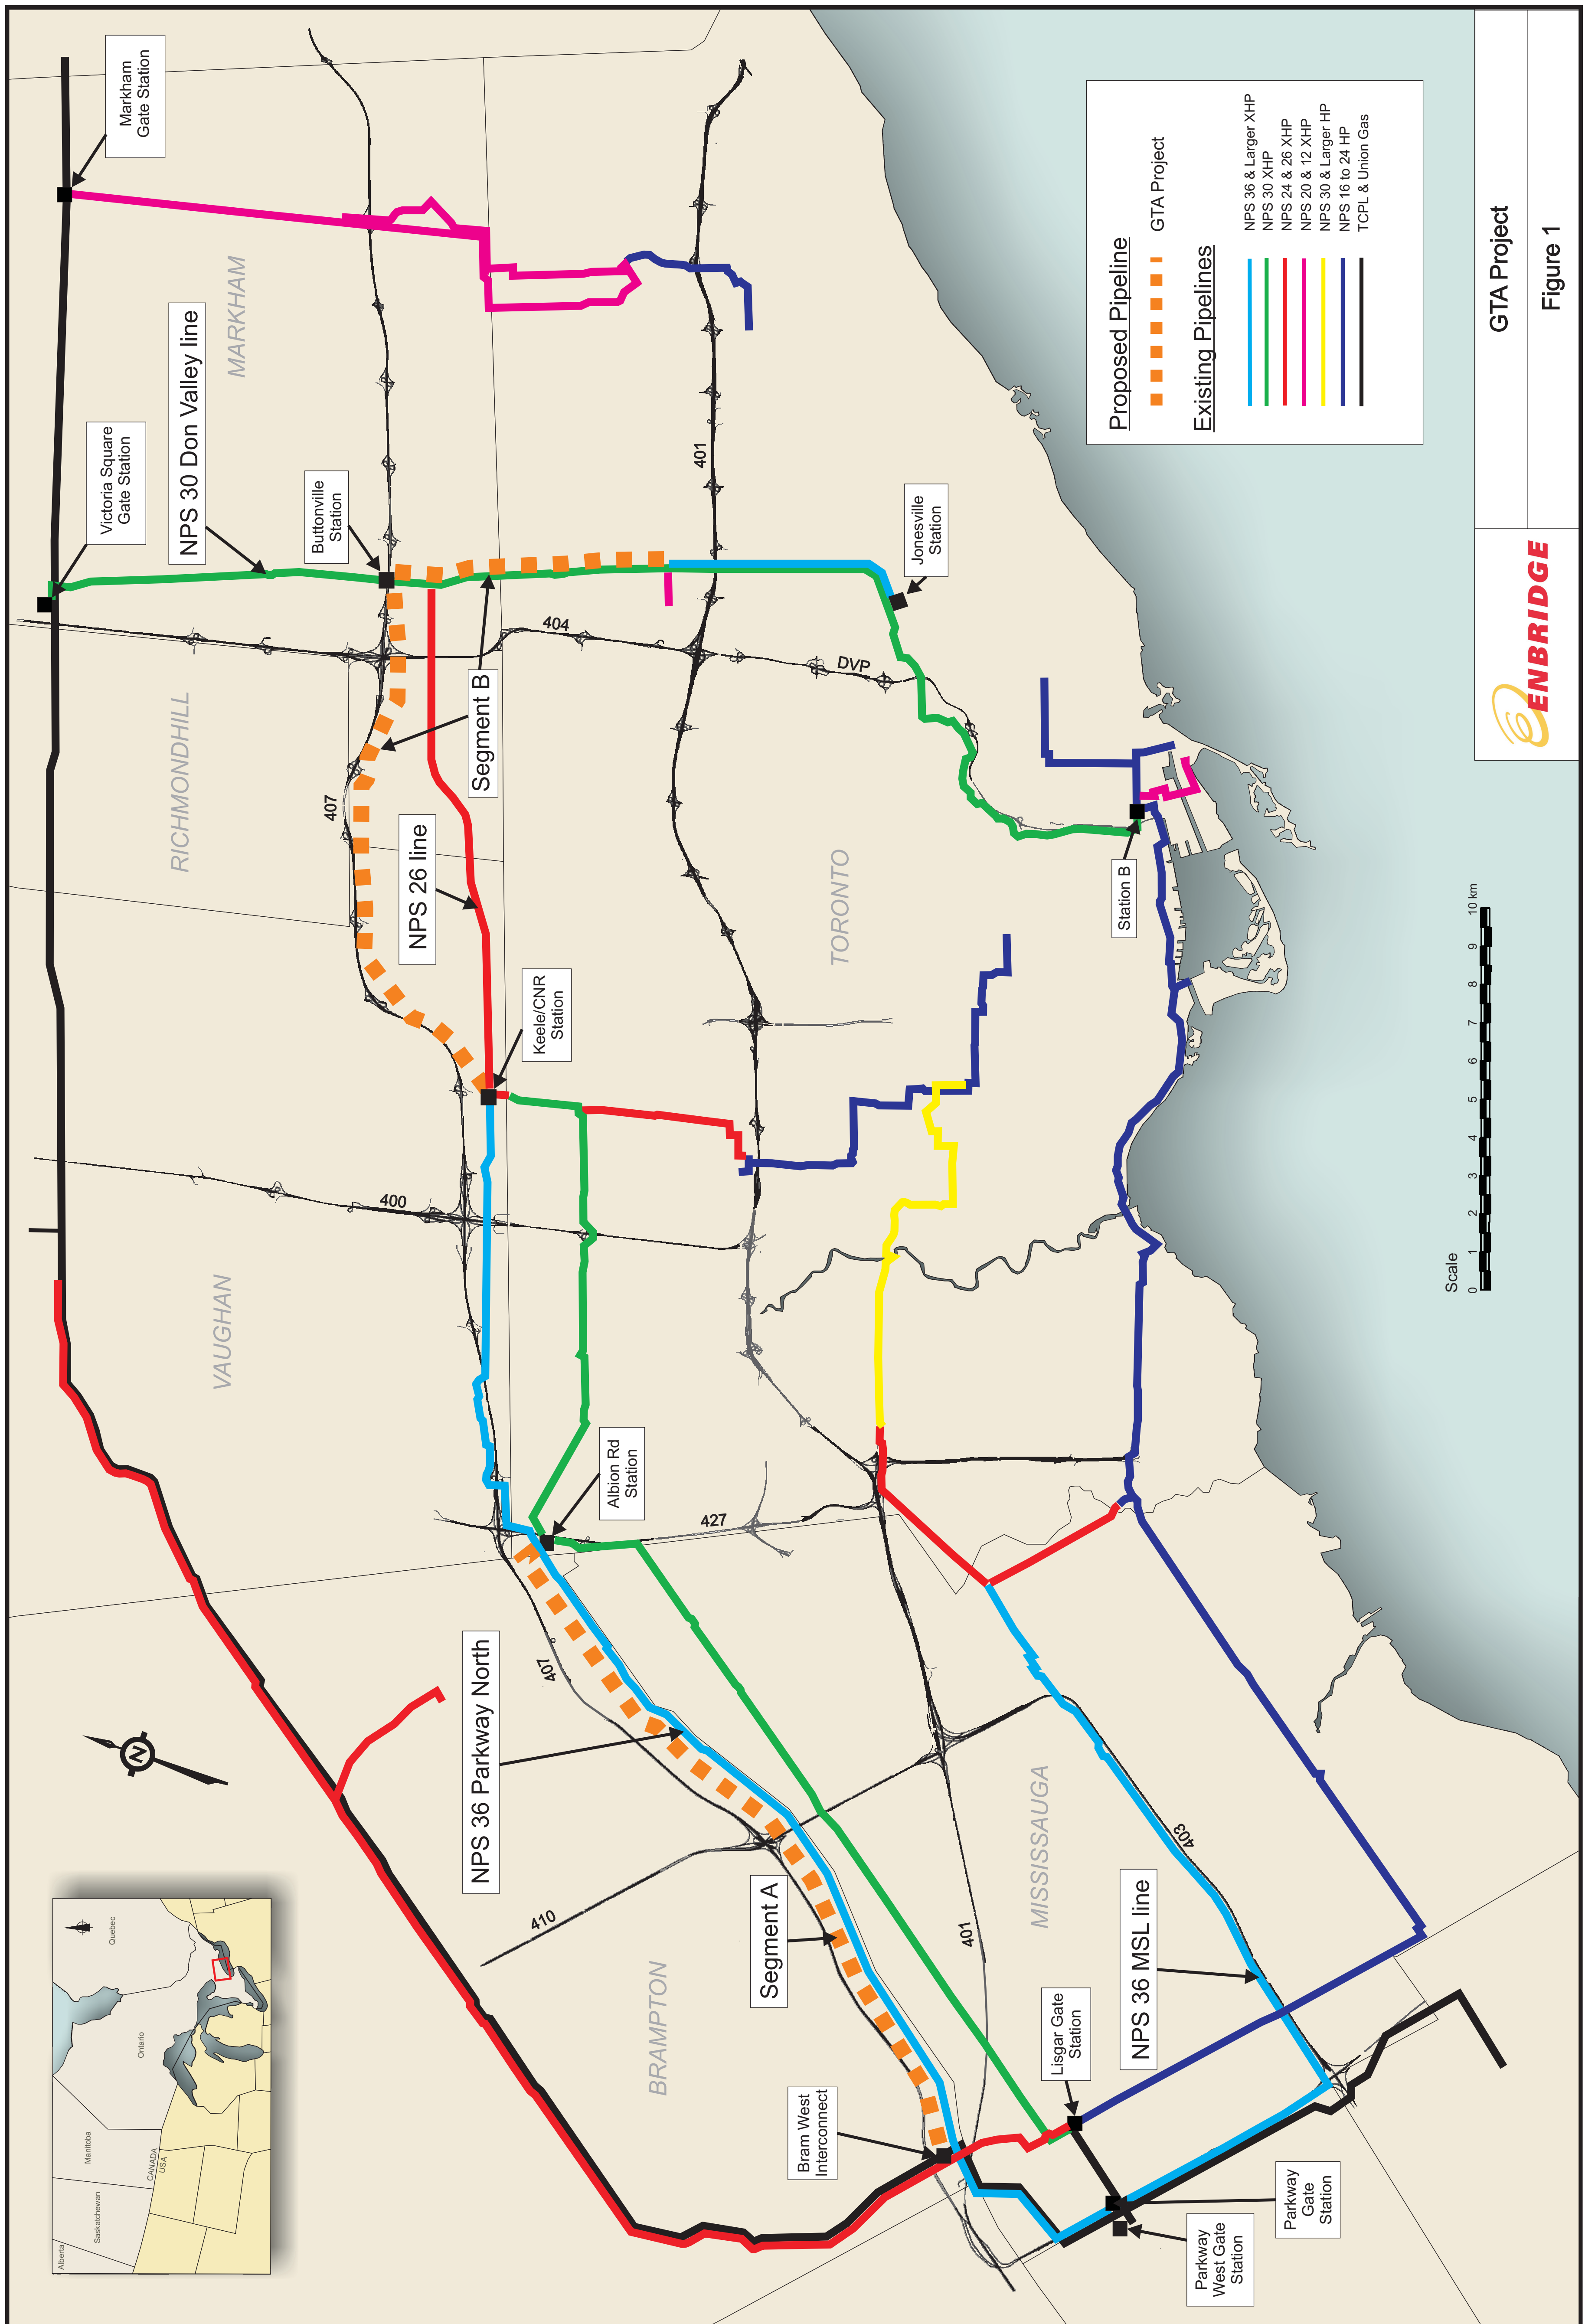 Alberta
Saskatchewan
Manitoba
Ontario
Quebec
CANADA
USA
N
Markham
Gate Station
Victoria Square
Gate Station
MARKHAM
NPS 30 Don Valley line
Buttonville
Station
RICHMONDHILL
404
407
401
Segment B
NPS 26 line
DVP
Jonesville
Station
Keele/CNR
Station
TORONTO
Station B
VAUGHAN
400
Albion Rd
Station
427
407
NPS 36 Parkway North
410
Segment A
BRAMPTON
401
MISSISSAUGA
403
NPS 36 MSL line
Lisgar Gate
Station
Bram West
Interconnect
Parkway
Gate
Station
Parkway
West Gate
Station
Scale
0 1 2 3 4 5 6 7 8 9 10 km
Proposed Pipeline
GTA Project
Existing Pipelines
NPS 36 & Larger XHP
NPS 30 XHP
NPS 24 & 26 XHP
NPS 20 & 12 XHP
NPS 30 & Larger HP
NPS 16 to 24 HP
TCPL & Union Gas
ENBRIDGE
GTA Project
Figure 1